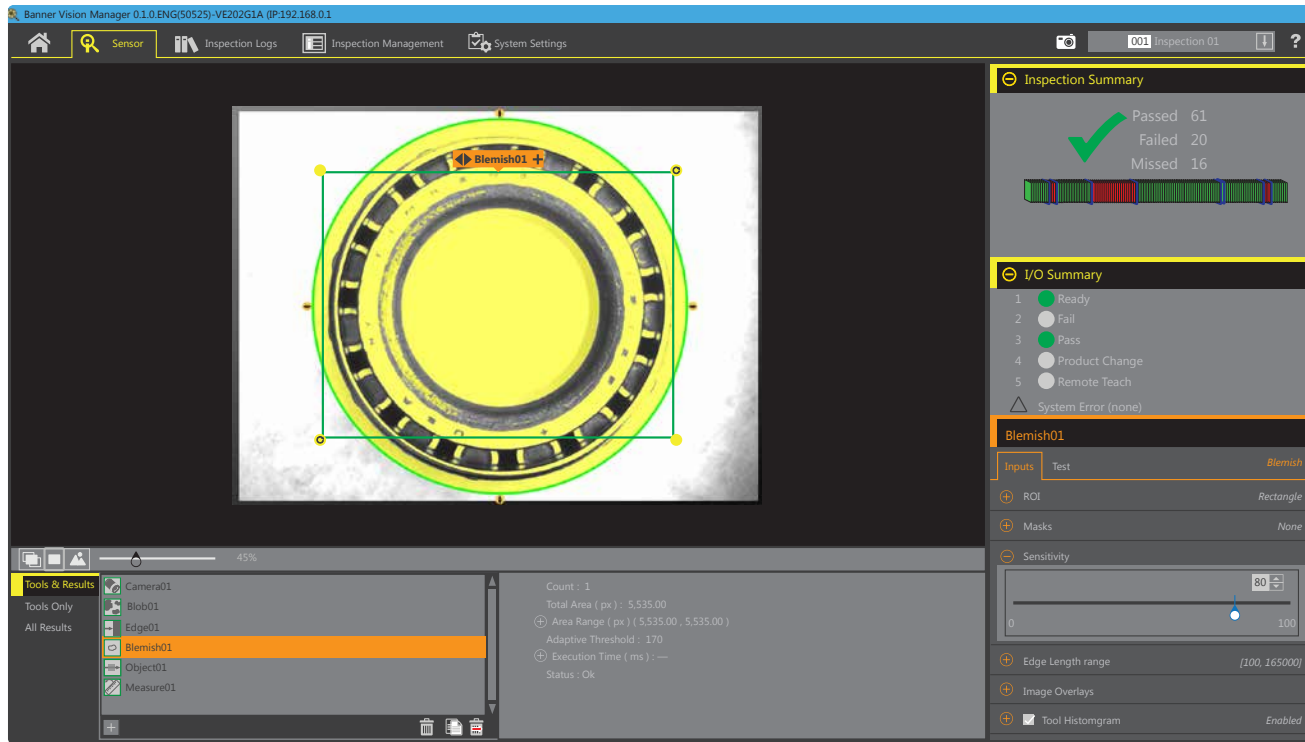 Banner Vision Manager 0.1.0.ENG(50525)-VE202G1A (IP:192.168.0.1
Sensor Inspection Logs Inspection Management System Settings 001 Inspection 01 ?
Inspection Summary
Passed 61
Failed 20
Missed 16
Blemish01
I/O Summary
1 Ready
2 Fail
3 Pass
4 Product Change
5 Remote Teach
System Error (none)
Blemish01
Inputs Test Blemish
ROI Rectangle
Masks None
Sensitivity
80
0 100
Edge Length range [100, 165000]
Image Overlays
Tool Histomgram Enabled
45%
Tools & Results
Tools Only
All Results
Camera01
Blob01
Edge01
Blemish01
Object01
Measure01
Count : 1
Total Area ( px ) : 5,535.00
Area Range ( px ) ( 5,535.00 , 5,535.00 )
Adaptive Threshold : 170
Execution Time ( ms ) : ---
Status : Ok